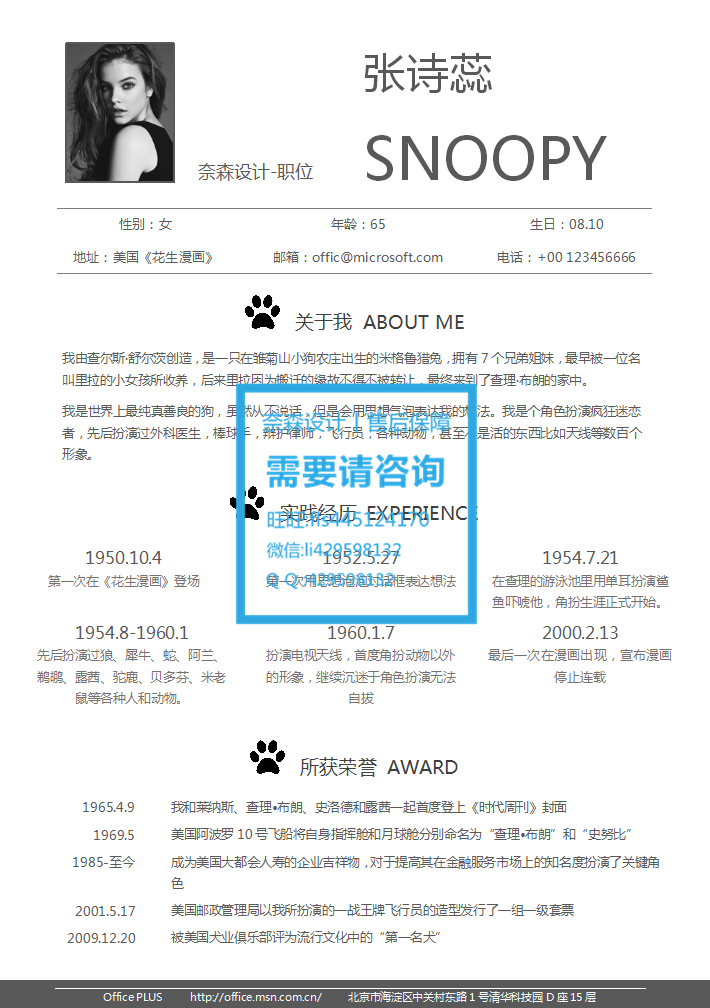 张诗蕊
SNOOPY
奈森设计-职位
性别：女 年龄：65 生日：08.10
地址：美国《花生漫画》 邮箱：offic@microsoft.com 电话：+00 123456666
关于我 ABOUT ME
我由查尔斯·舒尔茨创造，是一只在雏菊山小狗农庄出生的米格鲁猎兔，拥有 7 个兄弟姐妹，最早被一位名
叫里拉的小女孩所收养，后来里拉因为搬迁的缘故不得不被转让，最终来到了查理·布朗的家中。
我是世界上最纯真善良的狗，虽然从不说话，但是会用思想气泡表达我的想法。我是个角色扮演疯狂迷恋
者，先后扮演过外科医生，棒球手，辩护律师，飞行员，各种动物，甚至不是活的东西比如天线等数百个
形象。
奈森设计丨售后保障
需要请咨询
旺旺:lis445124170
微信:li429598132
Q Q: 429598132
实践经历 EXPERIENCE
1950.10.4 1952.5.27 1954.7.21
第一次在《花生漫画》登场 第一次用思想泡泡对话框表达想法 在查理的游泳池里用单耳扮演鲨
鱼吓唬他，角扮生涯正式开始。
1954.8-1960.1 1960.1.7 2000.2.13
先后扮演过狼、犀牛、蛇、阿兰、 扮演电视天线，首度角扮动物以外 最后一次在漫画出现，宣布漫画
鹈鹕、露茜、驼鹿、贝多芬、米老 的形象，继续沉迷于角色扮演无法 停止连载
鼠等各种人和动物。 自拔
所获荣誉 AWARD
1965.4.9 我和莱纳斯、查理•布朗、史洛德和露茜一起首度登上《时代周刊》封面
1969.5 美国阿波罗 10 号飞船将自身指挥舱和月球舱分别命名为“查理•布朗”和“史努比”
1985-至今 成为美国大都会人寿的企业吉祥物，对于提高其在金融服务市场上的知名度扮演了关键角
色
2001.5.17 美国邮政管理局以我所扮演的一战王牌飞行员的造型发行了一组一级套票
2009.12.20 被美国犬业俱乐部评为流行文化中的“第一名犬”
Office PLUS http://office.msn.com.cn/ 北京市海淀区中关村东路 1 号清华科技园 D 座 15 层